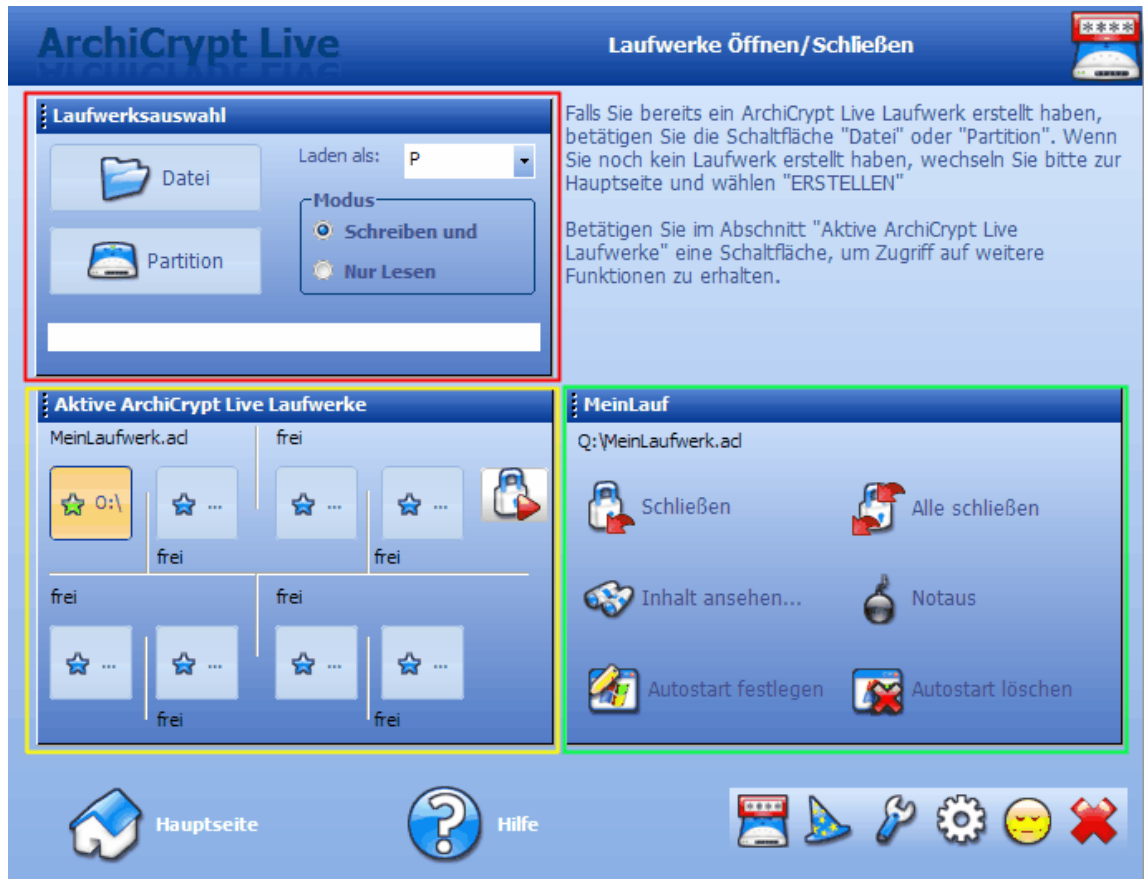 ArchiCrypt Live
Laufwerke Öffnen/Schließen
****
Laufwerksauswahl
Datei
Partition
Laden als:
P
Modus
Schreiben und
Nur Lesen
Falls Sie bereits ein ArchiCrypt Live Laufwerk erstellt haben,
betätigen Sie die Schaltfläche "Datei" oder "Partition". Wenn
Sie noch kein Laufwerk erstellt haben, wechseln Sie bitte zur
Hauptseite und wählen "ERSTELLEN"
Betätigen Sie im Abschnitt "Aktive ArchiCrypt Live
Laufwerke" eine Schaltfläche, um Zugriff auf weitere
Funktionen zu erhalten.
Aktive ArchiCrypt Live Laufwerke
MeinLaufwerk.acl
frei
O:\
...
...
...
frei
frei
frei
frei
...
...
...
...
frei
frei
MeinLauf
Q:\MeinLaufwerk.acl
Schließen
Alle schließen
Inhalt ansehen...
Notaus
Autostart festlegen
Autostart löschen
Hauptseite
?
Hilfe